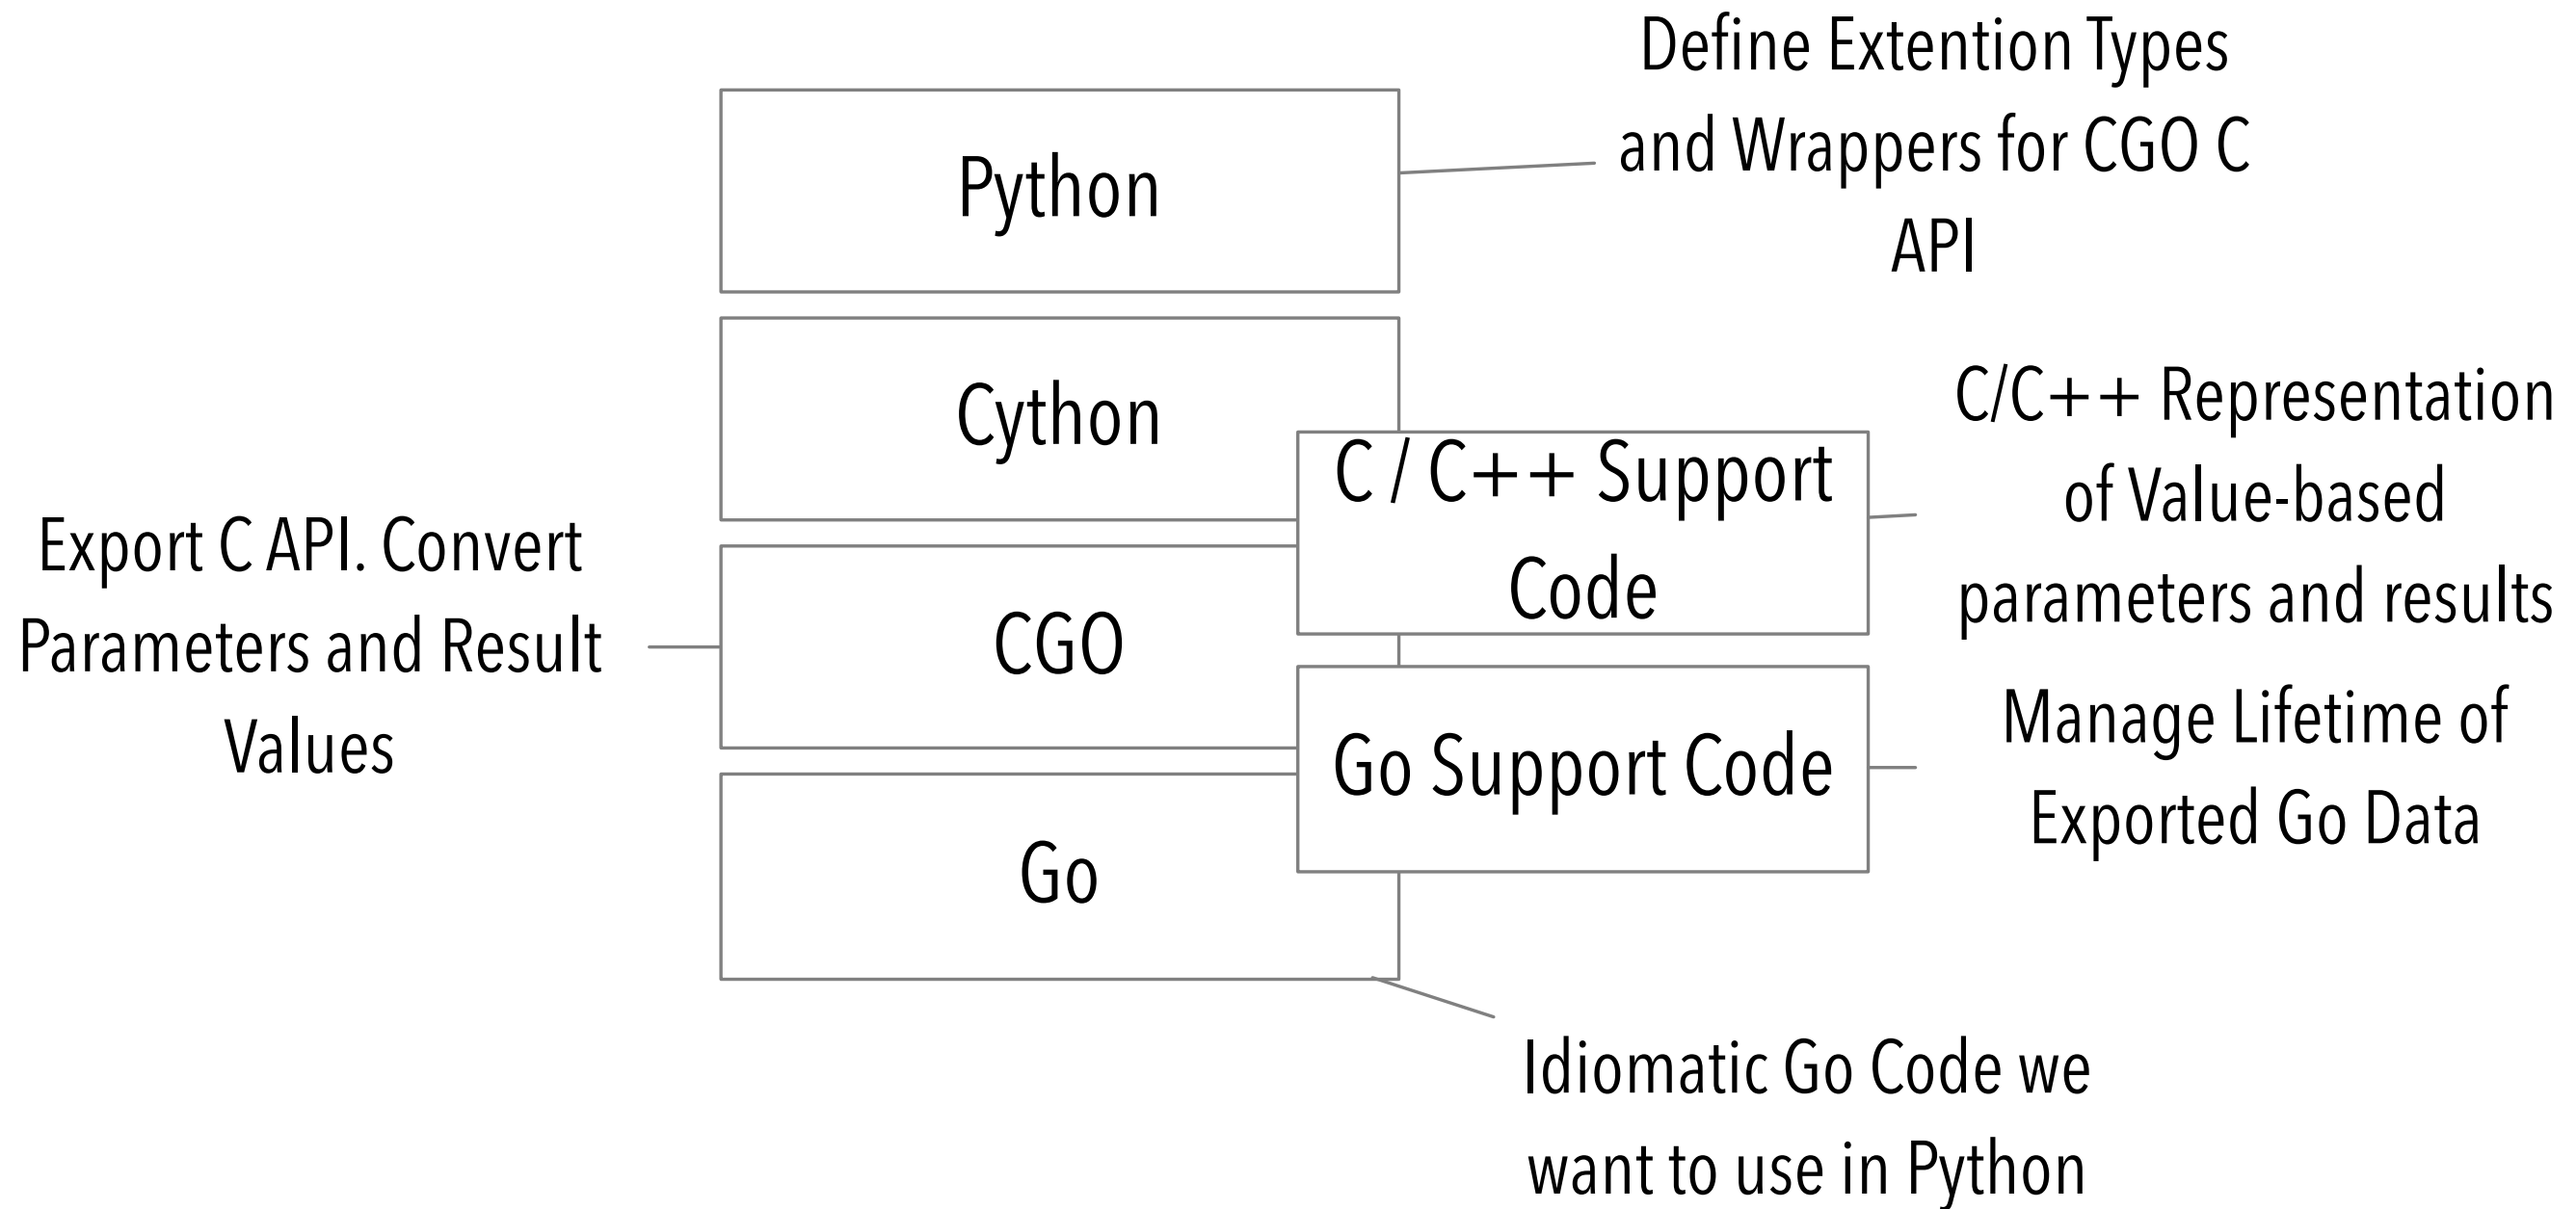 Define Extention Types
and Wrappers for CGO C
API
Python
Cython
C / C++ Support
Code
C/C++ Representation
of Value-based
parameters and results
Export C API. Convert
Parameters and Result
Values
CGO
Go Support Code
Manage Lifetime of
Exported Go Data
Go
Idiomatic Go Code we
want to use in Python